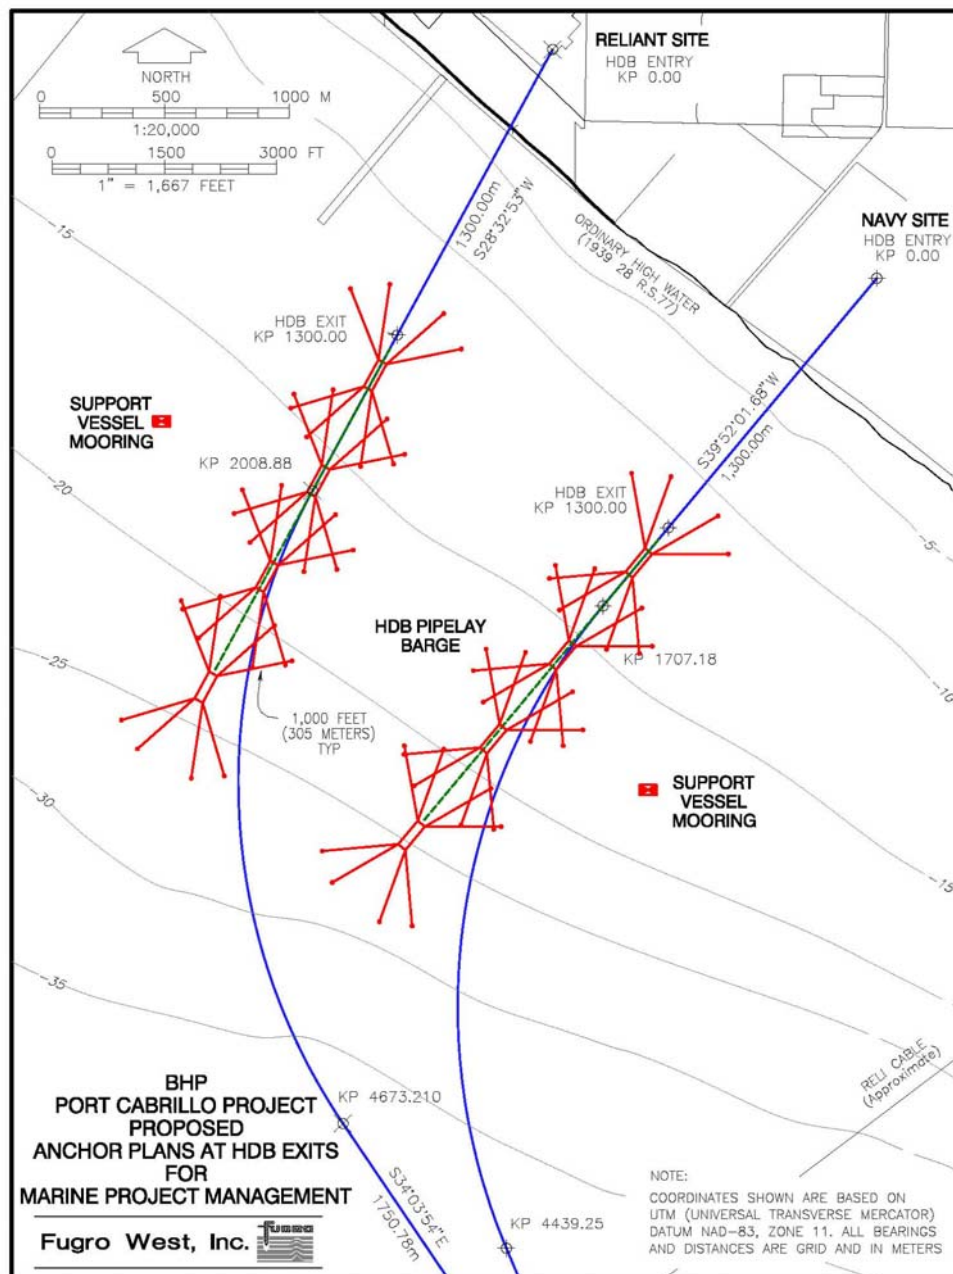 RELIANT SITE
HDB ENTRY
KP 0.00
NORTH
0 500 1000 M
1:20,000
0 1500 3000 FT
1" = 1,667 FEET
NAVY SITE
HDB ENTRY
KP 0.00
1300.00m
S28°32'53"W
ORDINARY HIGH WATER
(1939 28 R.S.77)
-15
HDB EXIT
KP 1300.00
SUPPORT
VESSEL
MOORING
S39°52'01.68"W
1,300.00m
KP 2008.88
-20
HDB EXIT
KP 1300.00
-5
HDB PIPELAY
BARGE
KP 1707.18
-25
-10
1,000 FEET
(305 METERS)
TYP
-30
SUPPORT
VESSEL
MOORING
-15
-35
RELI CABLE
(Approximate)
BHP
PORT CABRILLO PROJECT
PROPOSED
ANCHOR PLANS AT HDB EXITS
FOR
MARINE PROJECT MANAGEMENT
KP 4673.210
S34°03'54"E
1750.78m
KP 4439.25
Fugro West, Inc.
fugro
NOTE:
COORDINATES SHOWN ARE BASED ON
UTM (UNIVERSAL TRANSVERSE MERCATOR)
DATUM NAD-83, ZONE 11. ALL BEARINGS
AND DISTANCES ARE GRID AND IN METERS